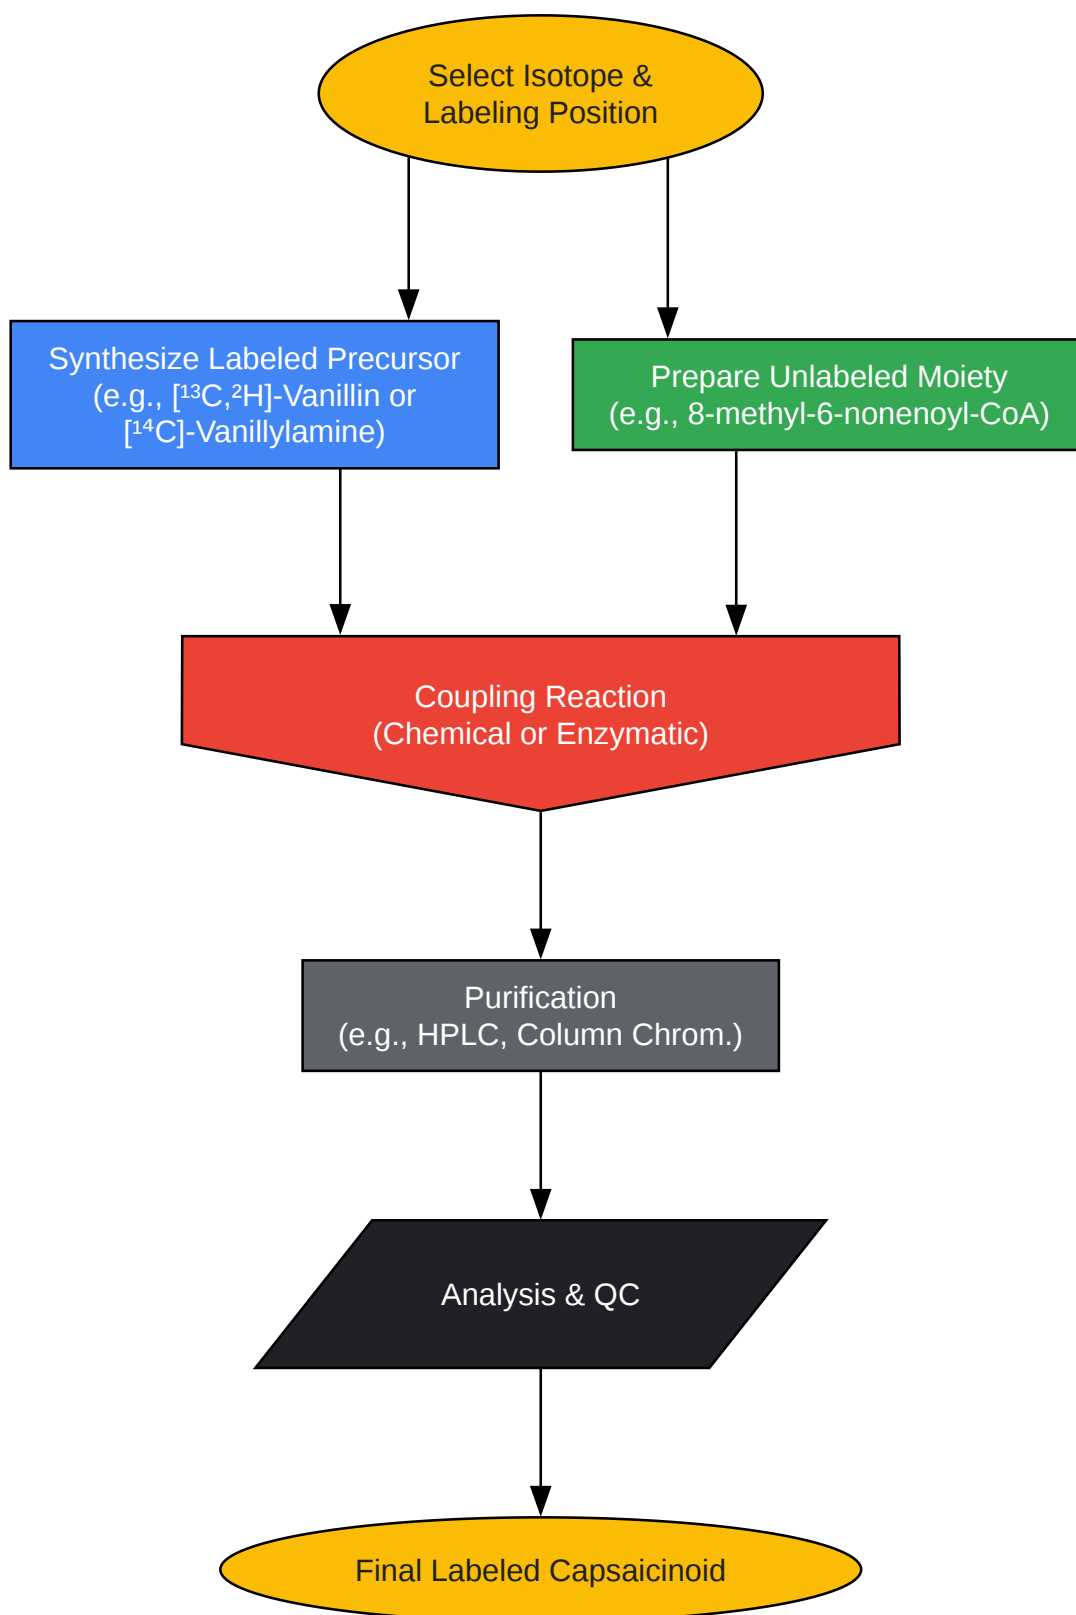 Select Isotope &
Labeling Position
Synthesize Labeled Precursor
(e.g., [¹³C,²H]-Vanillin or
[¹⁴C]-Vanillylamine)
Prepare Unlabeled Moiety
(e.g., 8-methyl-6-nonenoyl-CoA)
Coupling Reaction
(Chemical or Enzymatic)
Purification
(e.g., HPLC, Column Chrom.)
Analysis & QC
Final Labeled Capsaicinoid